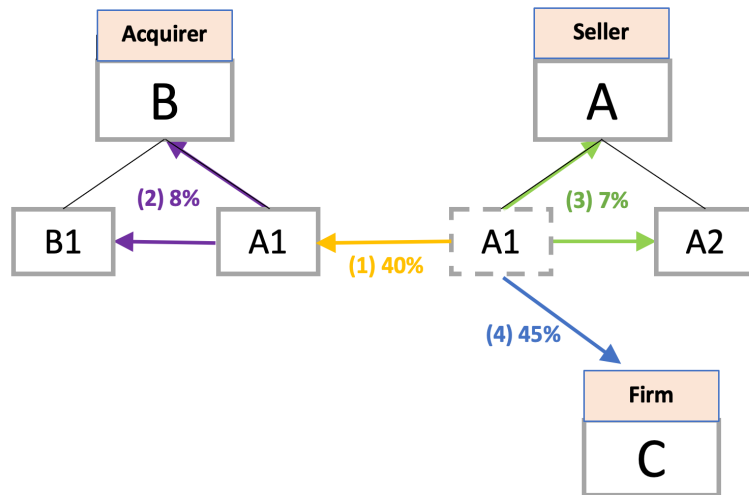 Acquirer
Seller
B
A
(2) 8%
(3) 7%
B1
A1
A1
A2
(1) 40%
(4) 45%
Firm
C